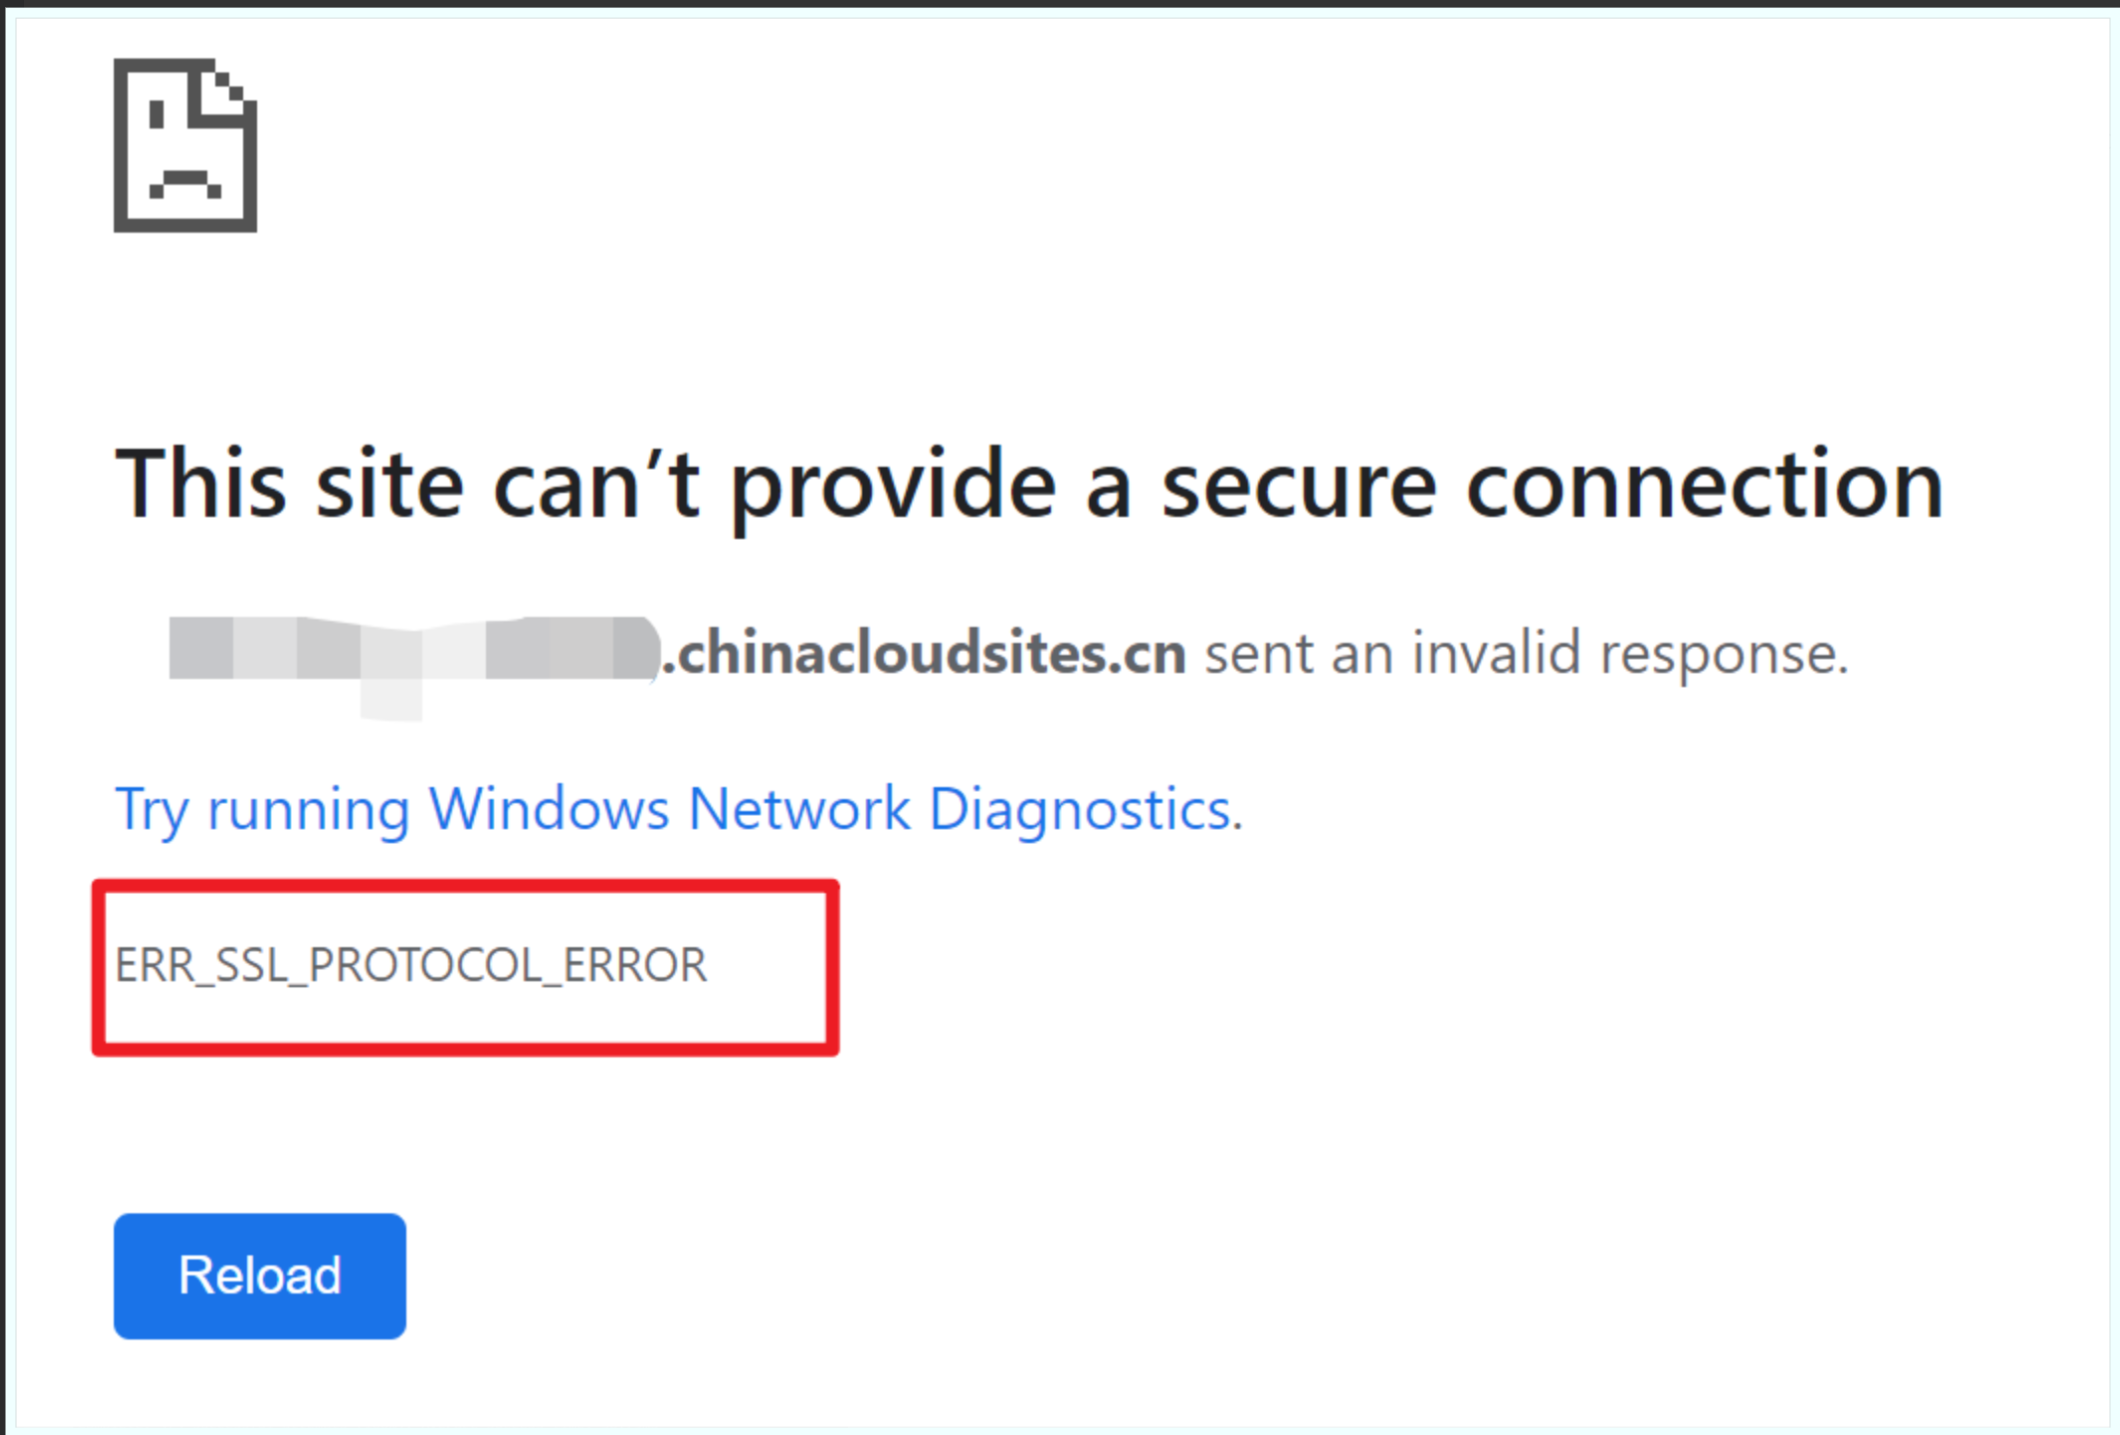 This site can’t provide a secure connection
.chinacloudsites.cn sent an invalid response.
Try running Windows Network Diagnostics.
ERR_SSL_PROTOCOL_ERROR
Reload